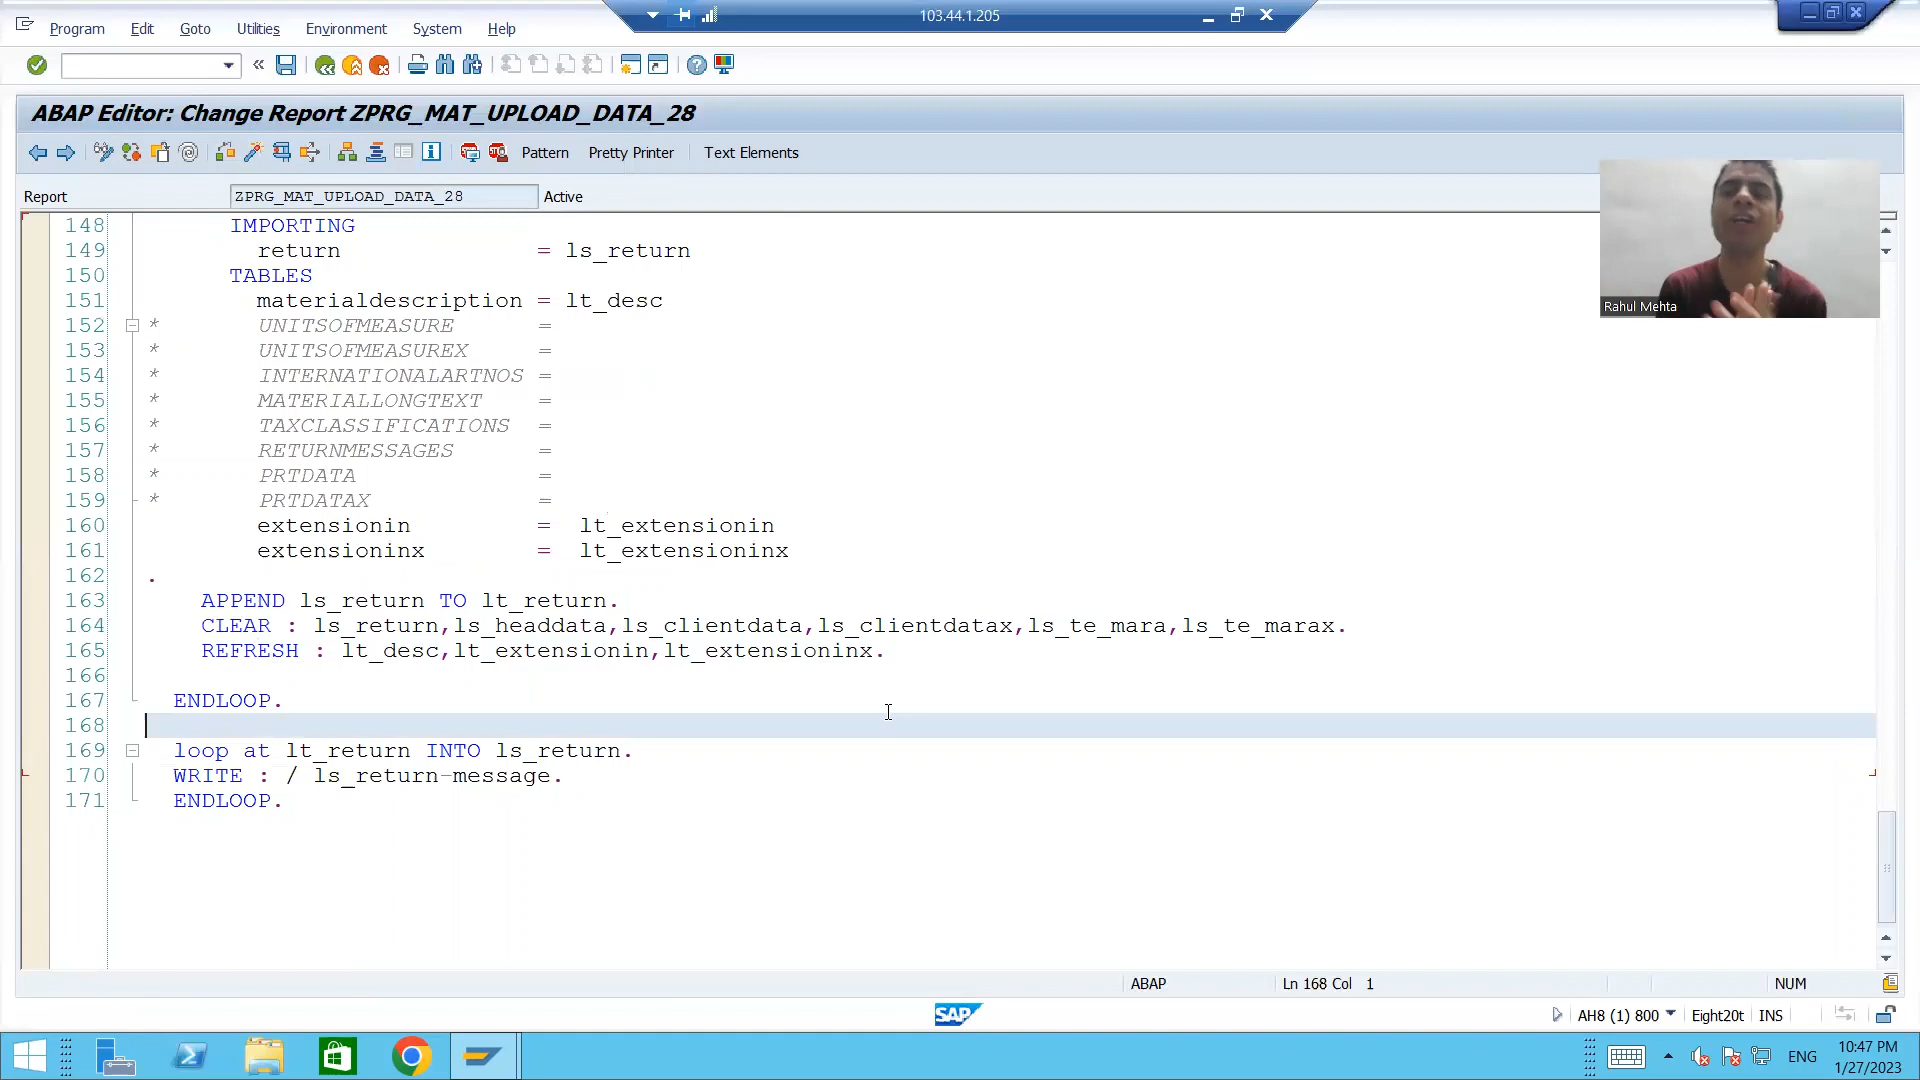 103.44.1.205
Program Edit Goto Utilities Environment System Help
ABAP Editor: Change Report ZPRG_MAT_UPLOAD_DATA_28
Pattern Pretty Printer Text Elements
Report ZPRG_MAT_UPLOAD_DATA_28 Active
Rahul Mehta
148 IMPORTING
149 return = ls_return
150 TABLES
151 materialdescription = lt_desc
152 * UNITSOFMEASURE =
153 * UNITSOFMEASUREX =
154 * INTERNATIONALARTNOS =
155 * MATERIALLONGTEXT =
156 * TAXCLASSIFICATIONS =
157 * RETURNMESSAGES =
158 * PRTDATA =
159 * PRTDATAX =
160 extensionin = lt_extensionin
161 extensioninx = lt_extensioninx
162 .
163 APPEND ls_return TO lt_return.
164 CLEAR : ls_return,ls_headdata,ls_clientdata,ls_clientdatax,ls_te_mara,ls_te_marax.
165 REFRESH : lt_desc,lt_extensionin,lt_extensioninx.
166
167 ENDLOOP.
168
169 loop at lt_return INTO ls_return.
170 WRITE : / ls_return-message.
171 ENDLOOP.
ABAP Ln 168 Col 1 NUM
SAP AH8 (1) 800 Eight20t INS
ENG 10:47 PM
1/27/2023